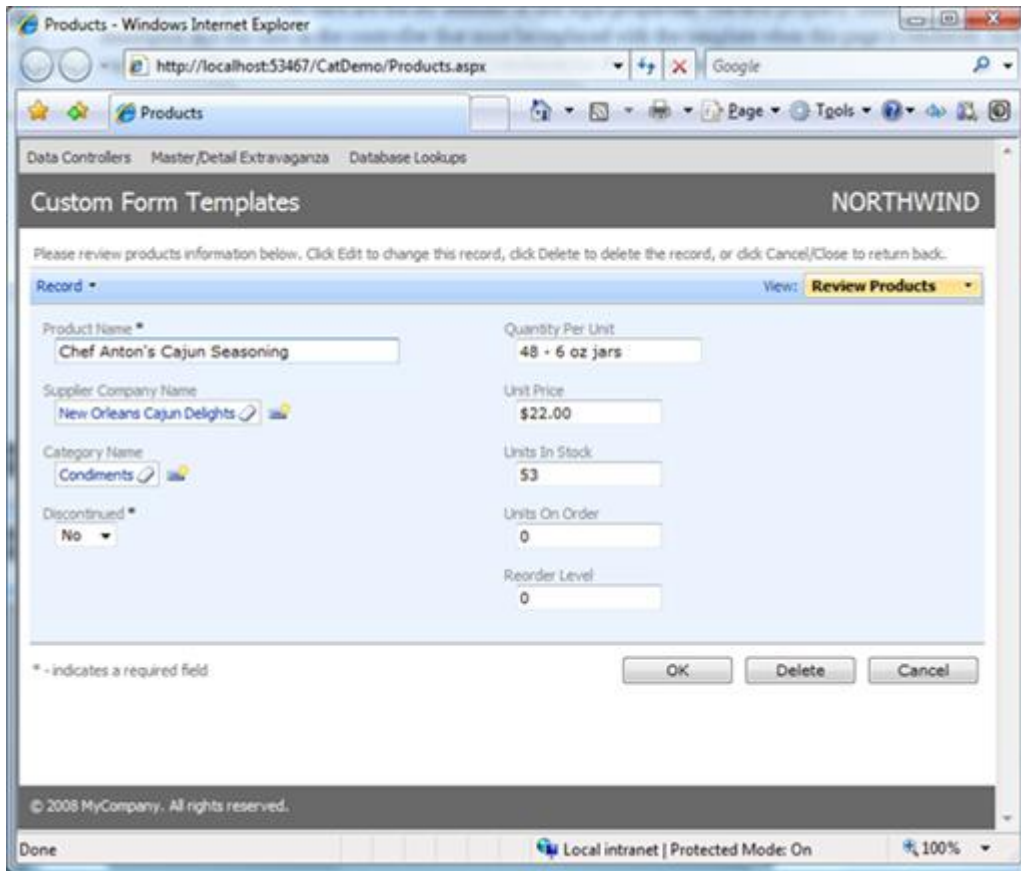 Products - Windows Internet Explorer
http://localhost:53467/CatDemo/Products.aspx
Google
Products
Page
Tools
Data Controllers Master/Detail Extravaganza Database Lookups
Custom Form Templates NORTHWIND
Please review products information below. Click Edit to change this record, click Delete to delete the record, or click Cancel/Close to return back.
Record View: Review Products
Product Name * Quantity Per Unit
Chef Anton's Cajun Seasoning 48 - 6 oz jars
Supplier Company Name Unit Price
New Orleans Cajun Delights $22.00
Category Name Units In Stock
Condiments 53
Discontinued * Units On Order
No 0
Reorder Level
0
* - indicates a required field OK Delete Cancel
© 2008 MyCompany. All rights reserved.
Done Local intranet | Protected Mode: On 100%